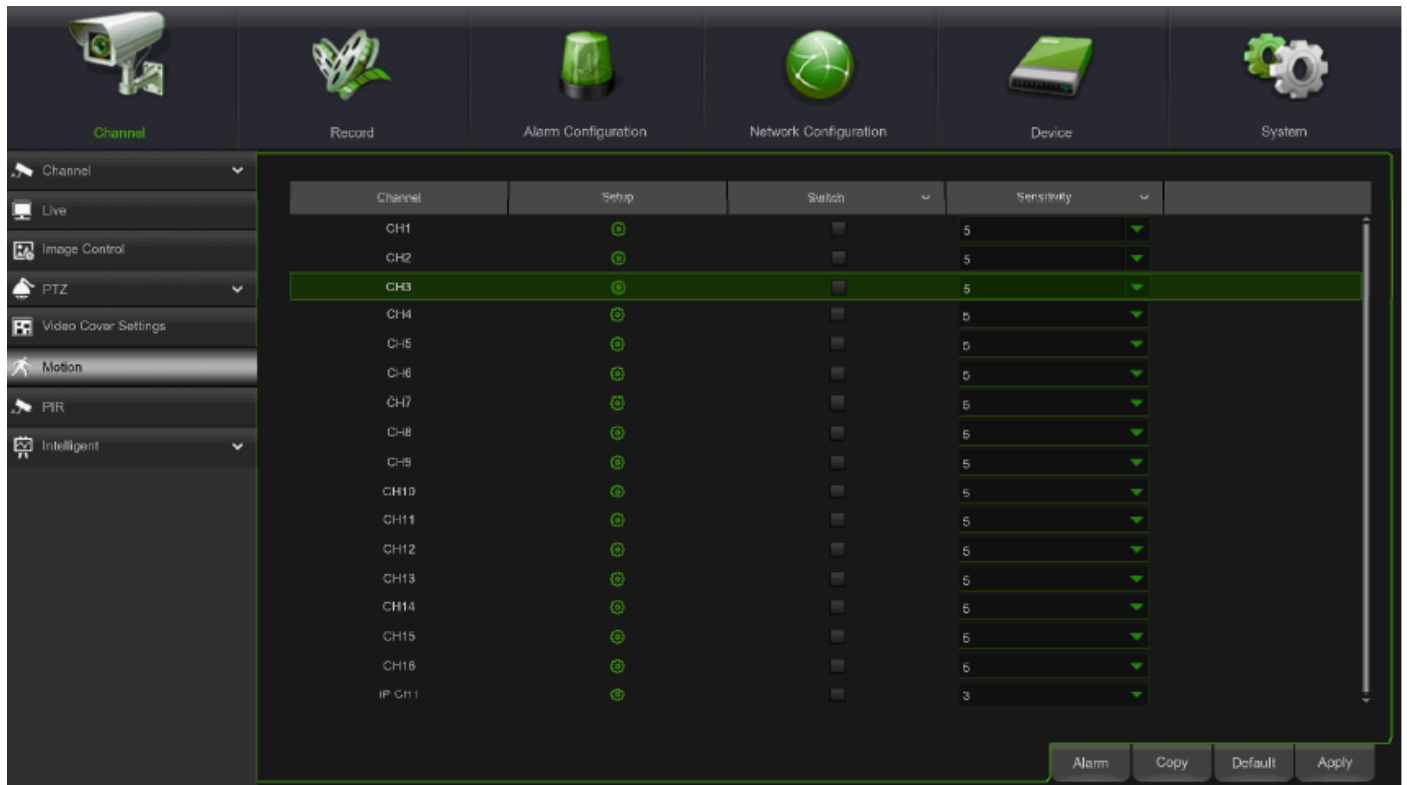 Channel Record Alarm Configuration Network Configuration Device System
Channel
Live
Image Control
PTZ
Video Cover Settings
Motion
PIR
Intelligent
Channel Setup Switch Sensitivity
CH1 5
CH2 5
CH3 5
CH4 5
CH5 5
CH6 5
CH7 5
CH8 5
CH9 5
CH10 5
CH11 5
CH12 5
CH13 5
CH14 5
CH15 5
CH16 5
IP CH1 3
Alarm Copy Default Apply